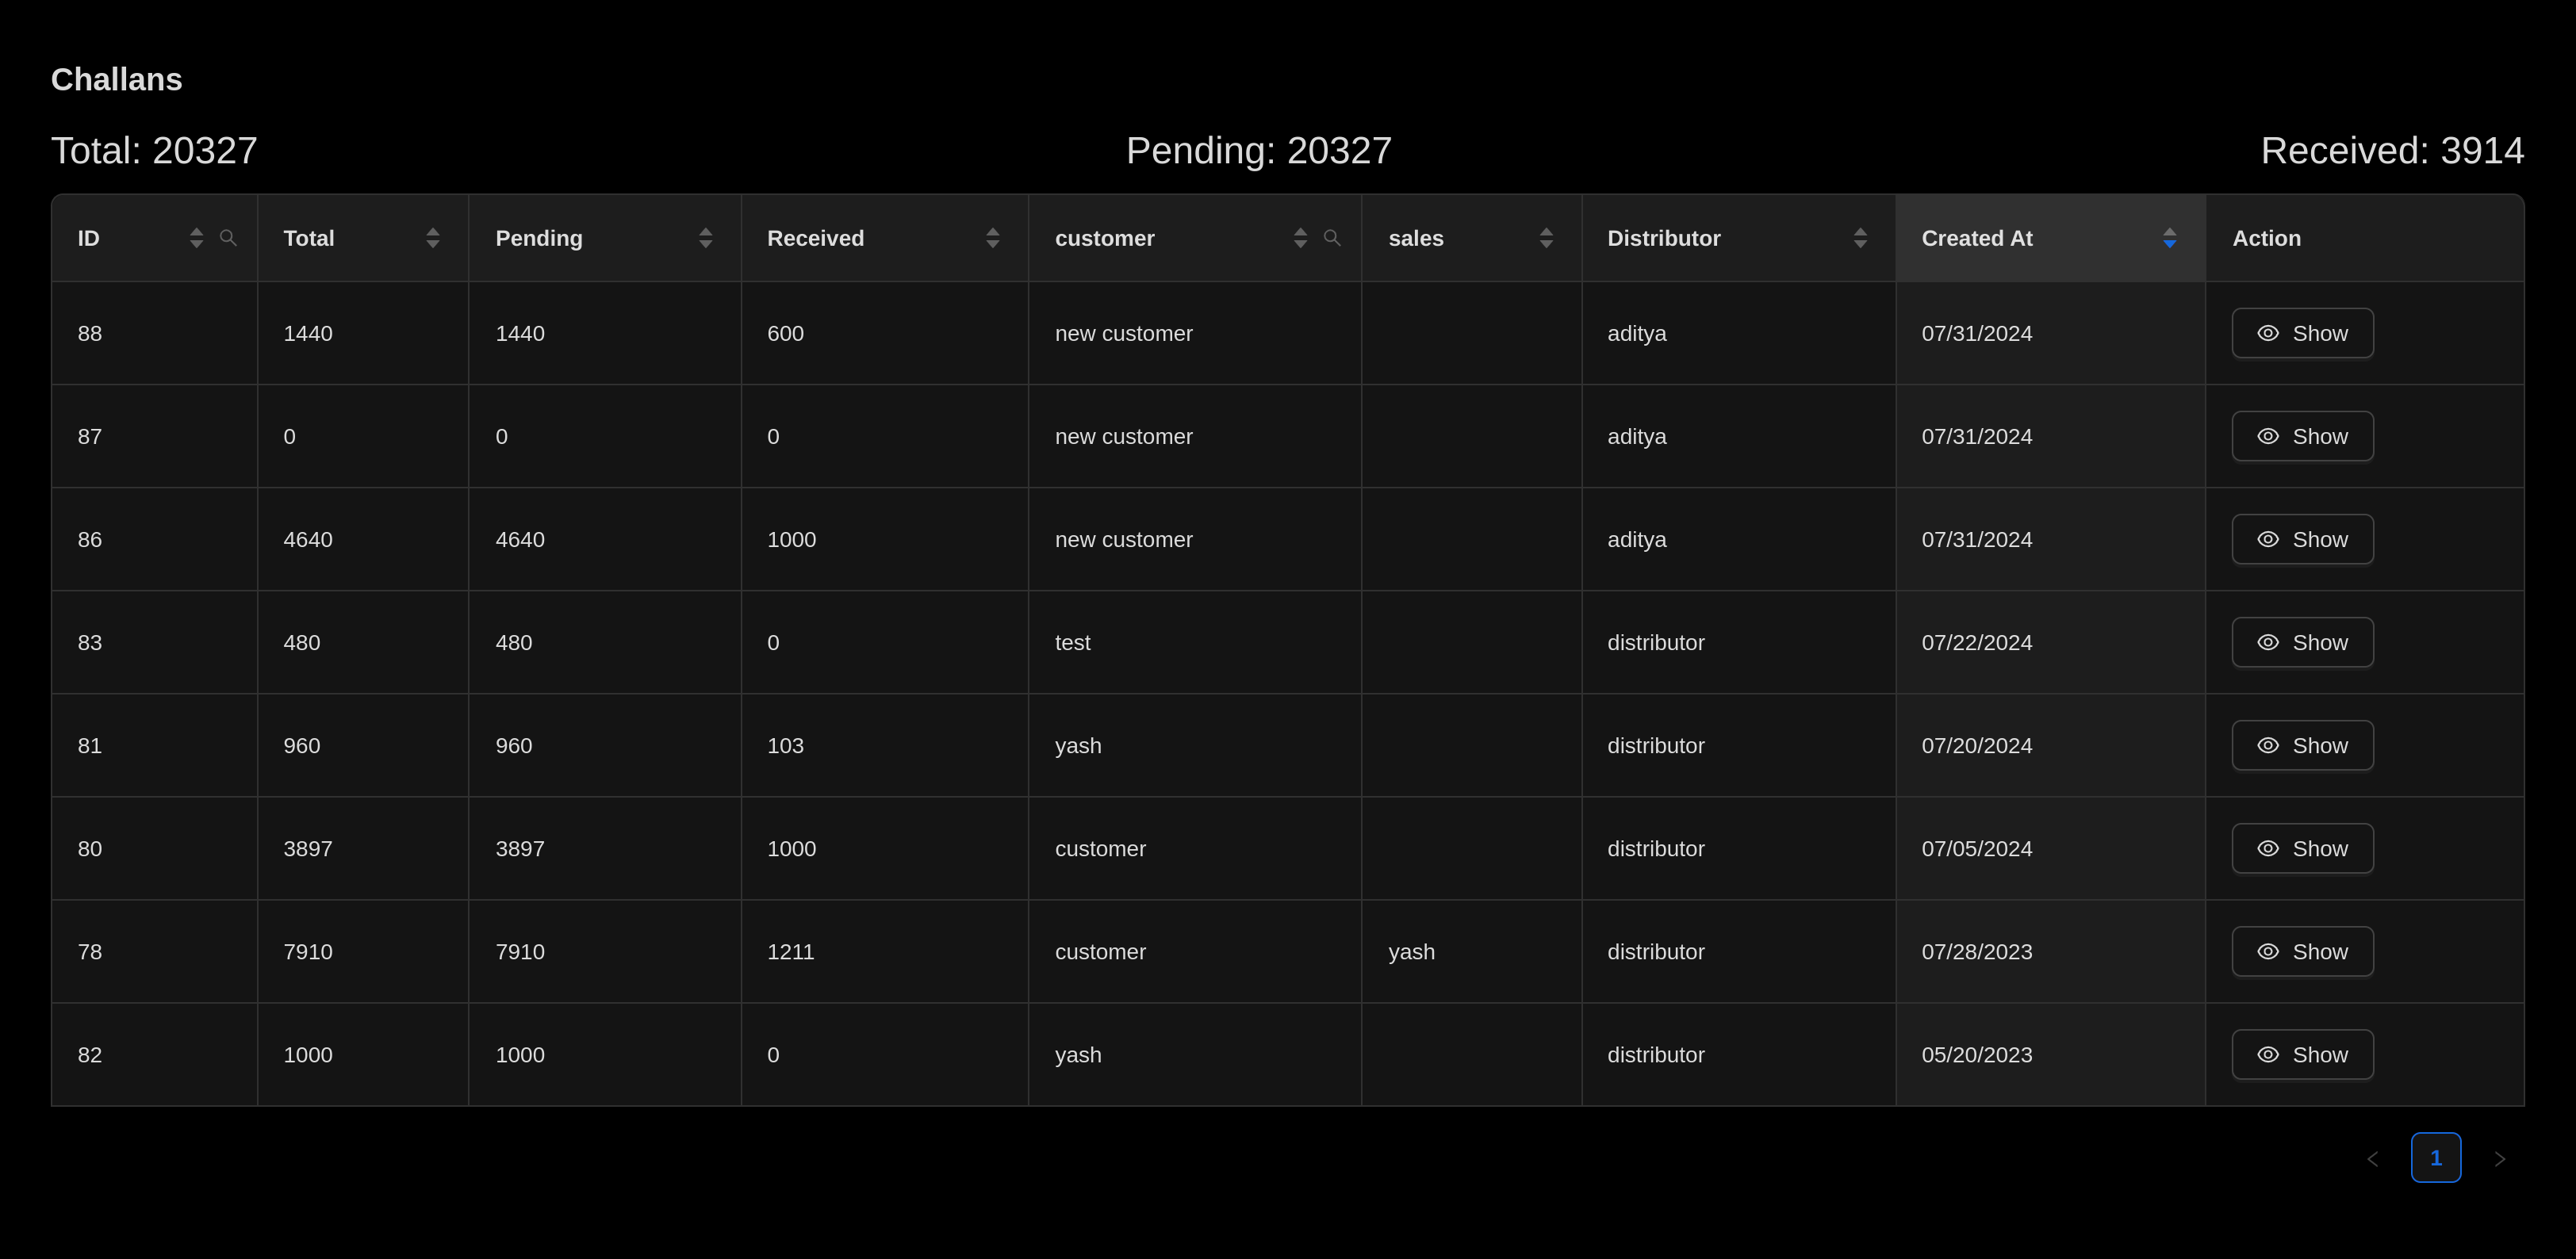 Challans
Total: 20327 Pending: 20327 Received: 3914
ID Total Pending Received customer sales Distributor Created At Action
88 1440 1440 600 new customer aditya 07/31/2024 Show
87 0 0 0 new customer aditya 07/31/2024 Show
86 4640 4640 1000 new customer aditya 07/31/2024 Show
83 480 480 0 test distributor 07/22/2024 Show
81 960 960 103 yash distributor 07/20/2024 Show
80 3897 3897 1000 customer distributor 07/05/2024 Show
78 7910 7910 1211 customer yash distributor 07/28/2023 Show
82 1000 1000 0 yash distributor 05/20/2023 Show
1